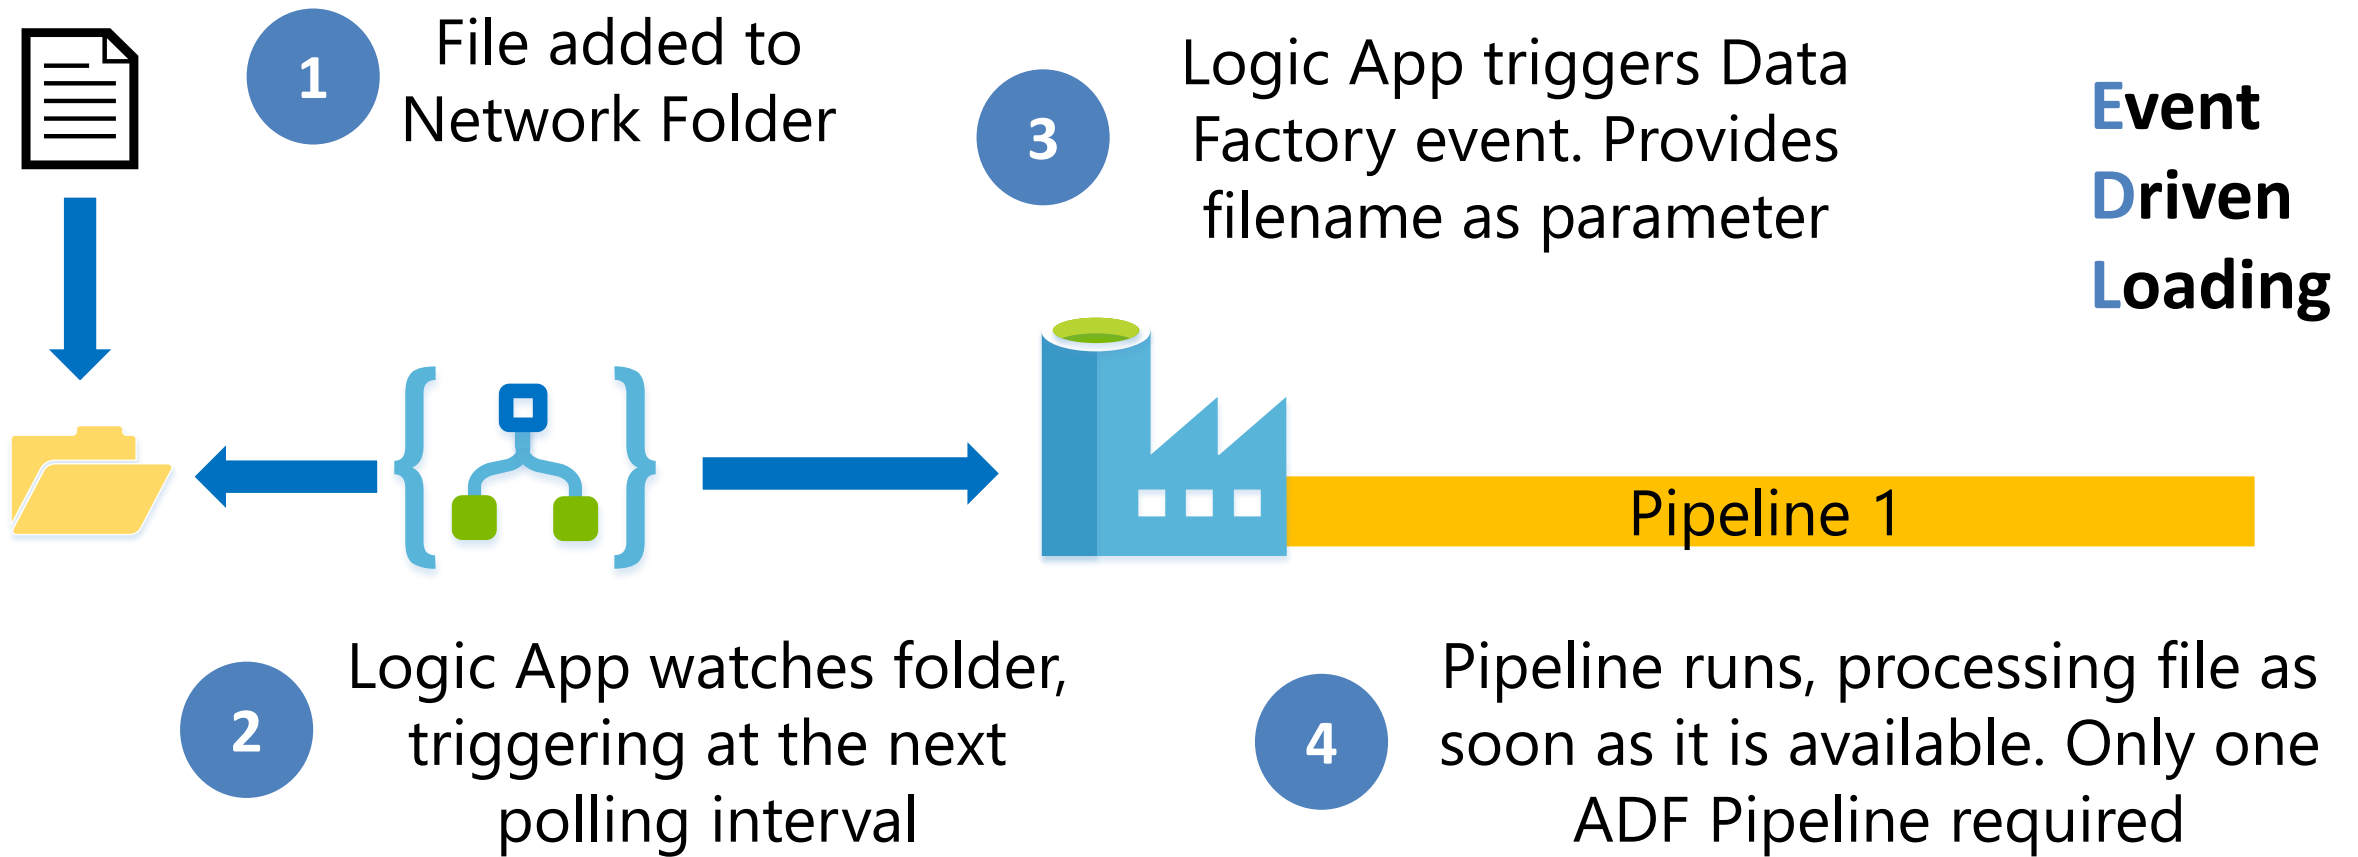 1
File added to
Network Folder
3
Logic App triggers Data
Factory event. Provides
filename as parameter
Event
Driven
Loading
Pipeline 1
2
Logic App watches folder,
triggering at the next
polling interval
4
Pipeline runs, processing file as
soon as it is available. Only one
ADF Pipeline required